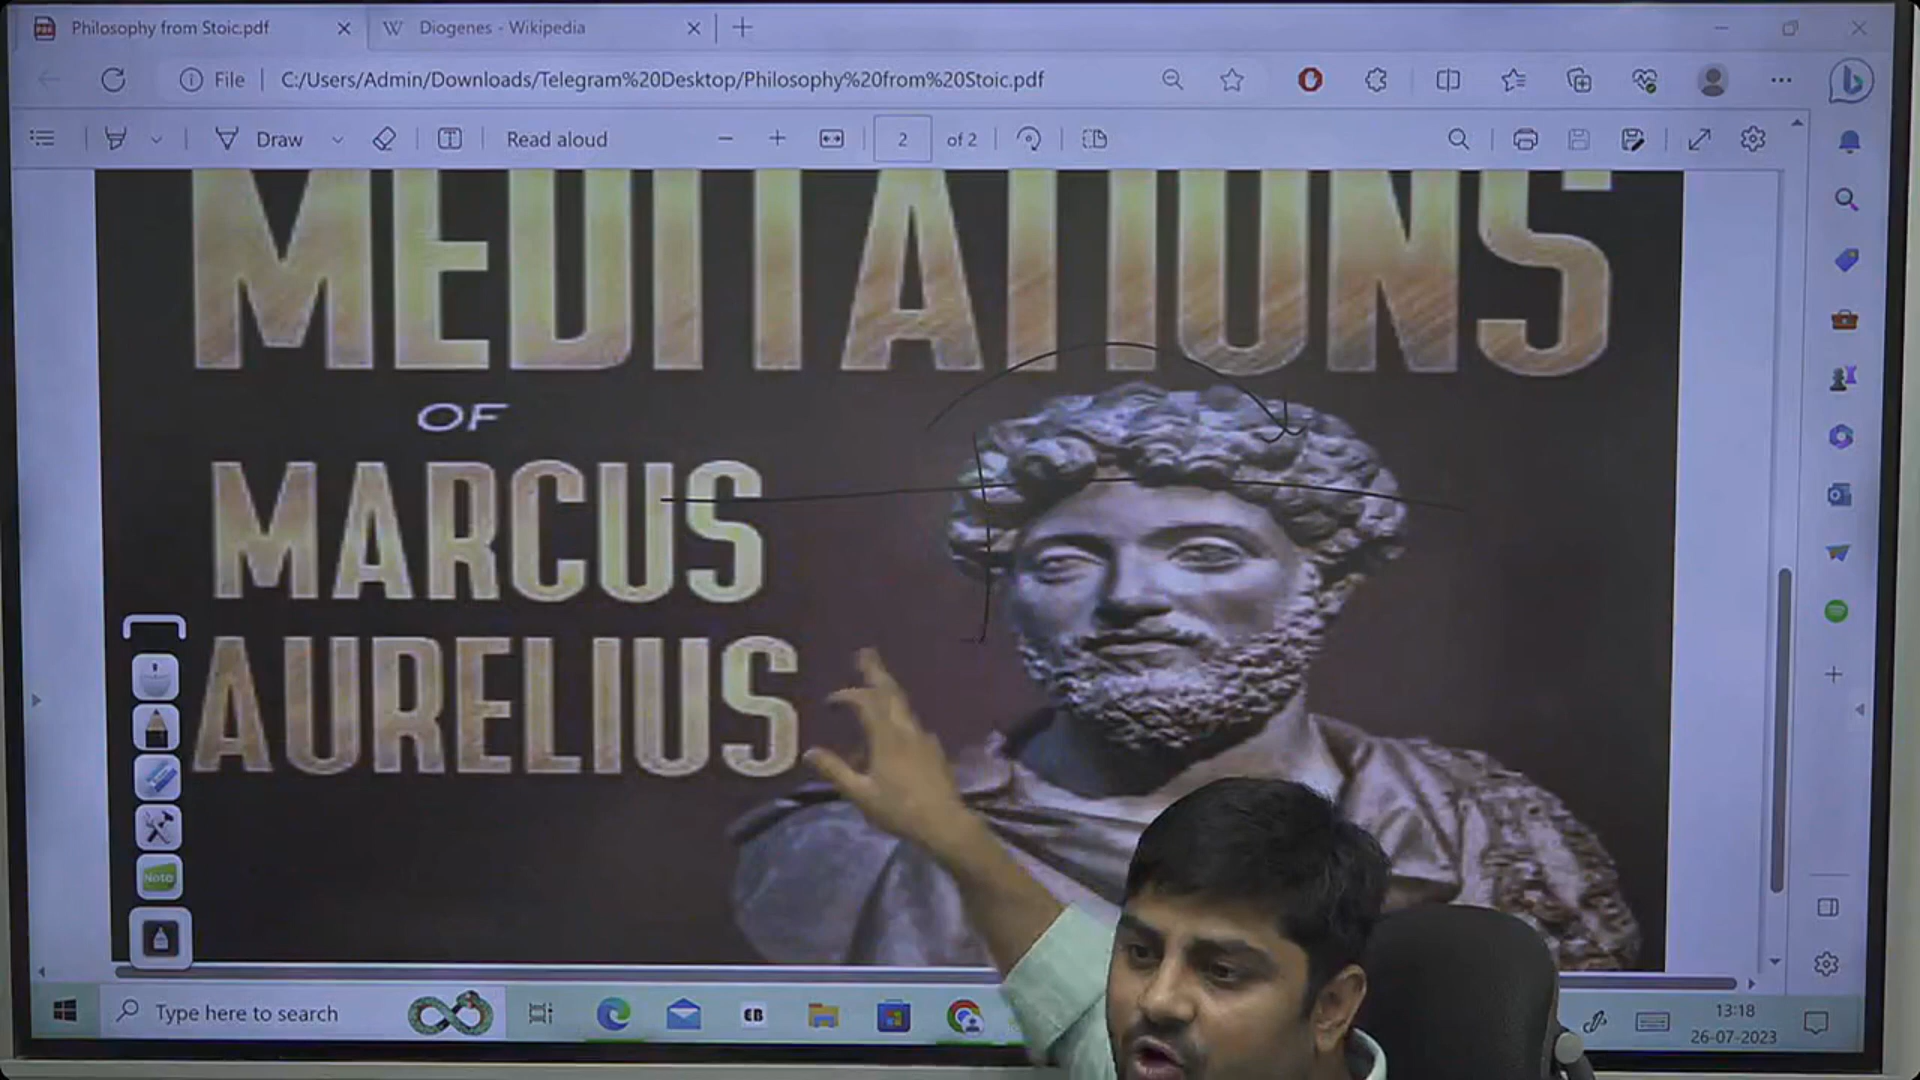 Philosophy from Stoic.pdf
Diogenes - Wikipedia
File
C:/Users/Admin/Downloads/Telegram%20Desktop/Philosophy%20from%20Stoic.pdf
Draw
Read aloud
2
of 2
MEDITATIONS
OF
MARCUS
AURELIUS
Note
Type here to search
13:18
26-07-2023